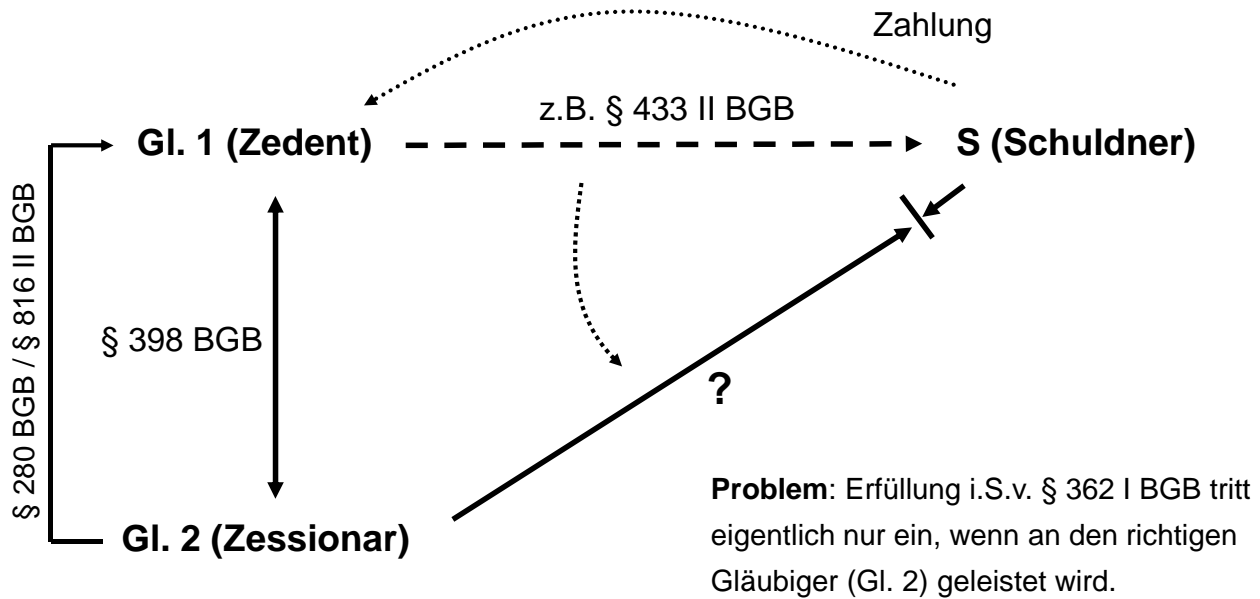 Zahlung
z.B. § 433 II BGB
Gl. 1 (Zedent)
S (Schuldner)
§ 280 BGB / § 816 II BGB
§ 398 BGB
?
Gl. 2 (Zessionar)
Problem: Erfüllung i.S.v. § 362 I BGB tritt
eigentlich nur ein, wenn an den richtigen
Gläubiger (Gl. 2) geleistet wird.